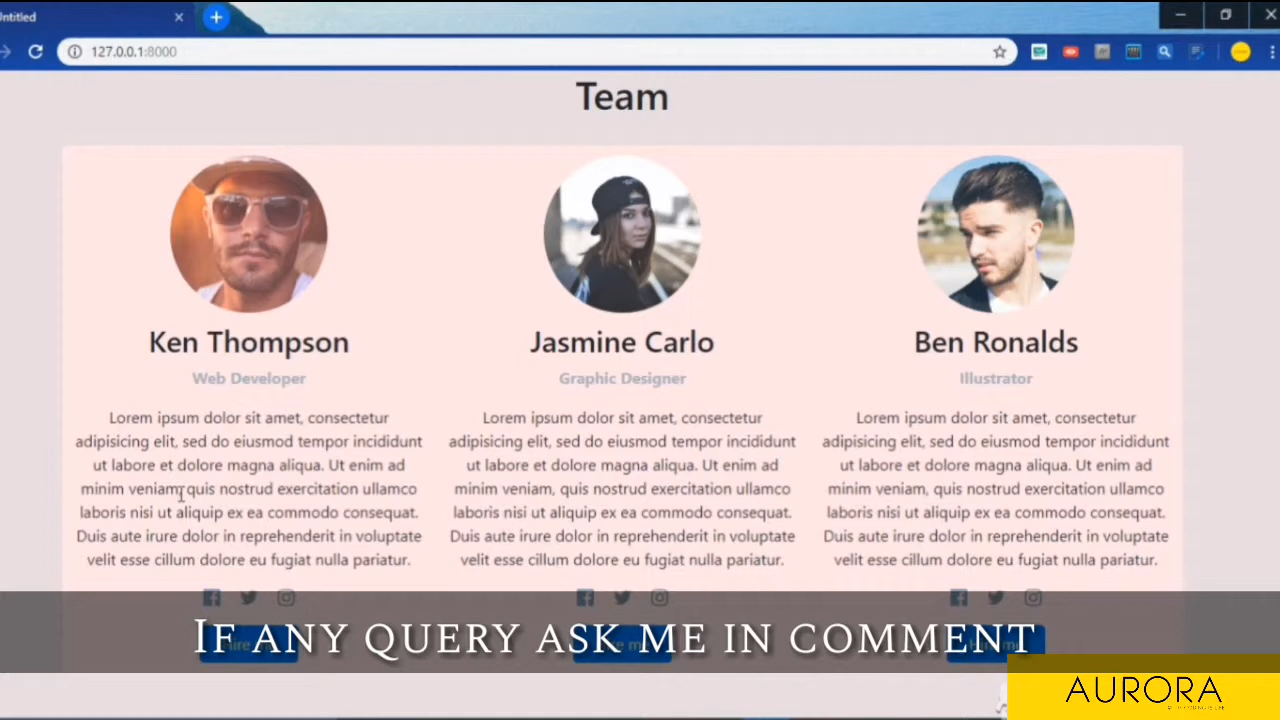 Untitled
127.0.0.1:8000
Team
Ken Thompson
Web Developer
Lorem ipsum dolor sit amet, consectetur
adipisicing elit, sed do eiusmod tempor incididunt
ut labore et dolore magna aliqua. Ut enim ad
minim veniam, quis nostrud exercitation ullamco
laboris nisi ut aliquip ex ea commodo consequat.
Duis aute irure dolor in reprehenderit in voluptate
velit esse cillum dolore eu fugiat nulla pariatur.
Jasmine Carlo
Graphic Designer
Lorem ipsum dolor sit amet, consectetur
adipisicing elit, sed do eiusmod tempor incididunt
ut labore et dolore magna aliqua. Ut enim ad
minim veniam, quis nostrud exercitation ullamco
laboris nisi ut aliquip ex ea commodo consequat.
Duis aute irure dolor in reprehenderit in voluptate
velit esse cillum dolore eu fugiat nulla pariatur.
Ben Ronalds
Illustrator
Lorem ipsum dolor sit amet, consectetur
adipisicing elit, sed do eiusmod tempor incididunt
ut labore et dolore magna aliqua. Ut enim ad
minim veniam, quis nostrud exercitation ullamco
laboris nisi ut aliquip ex ea commodo consequat.
Duis aute irure dolor in reprehenderit in voluptate
velit esse cillum dolore eu fugiat nulla pariatur.
If any query ask me in comment
AURORA